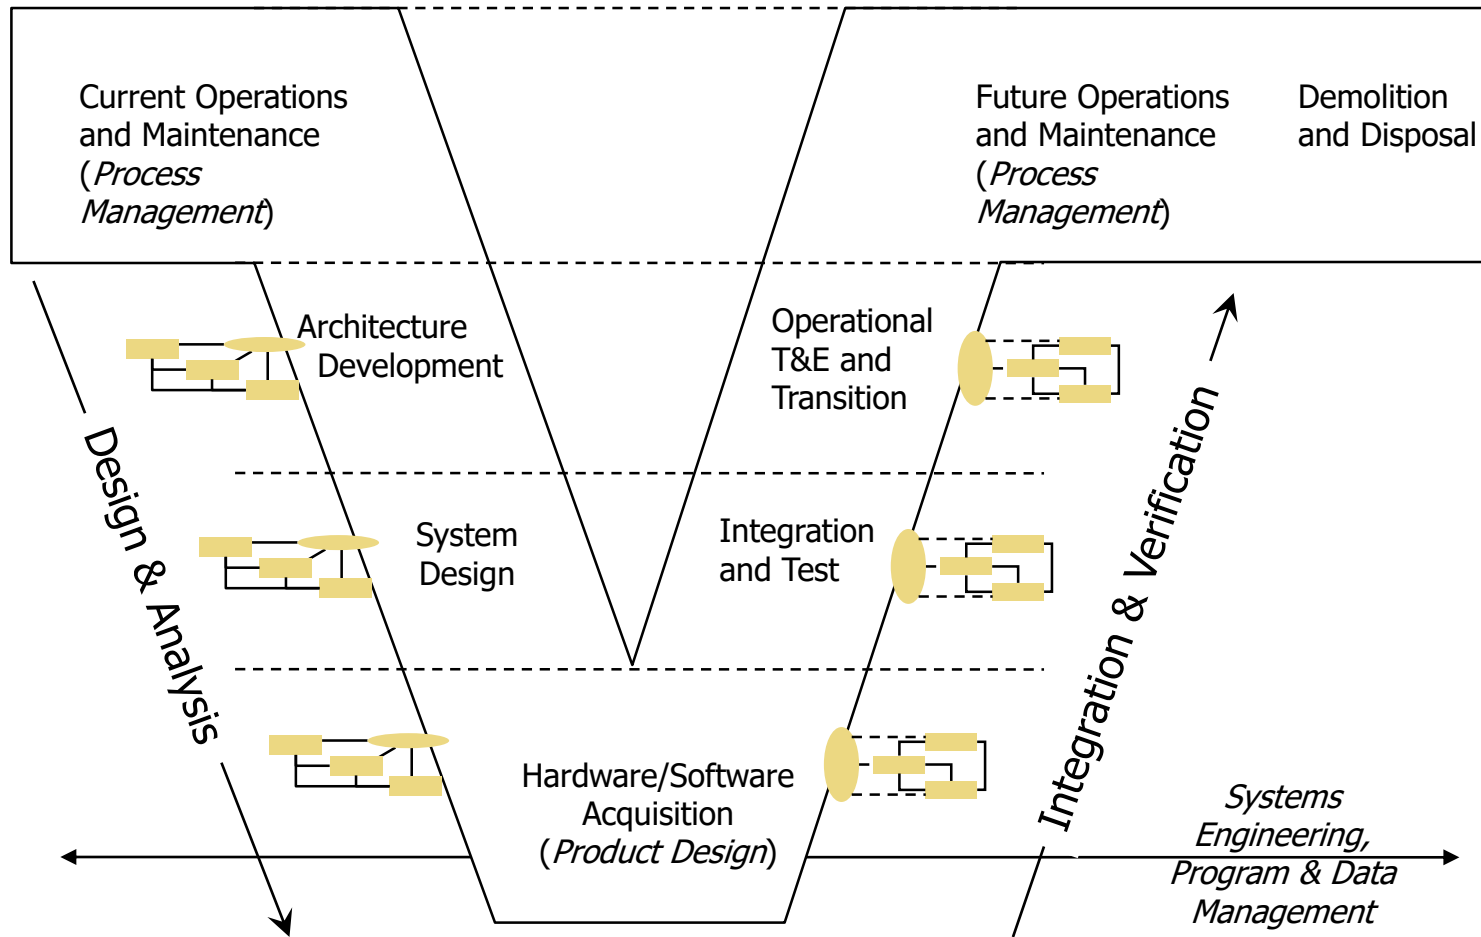 Current Operations
and Maintenance
(Process
Management)
Future Operations
and Maintenance
(Process
Management)
Demolition
and Disposal
Architecture
Development
Operational
T&E and
Transition
Design & Analysis
System
Design
Integration
and Test
Integration & Verification
Hardware/Software
Acquisition
(Product Design)
Systems
Engineering,
Program & Data
Management